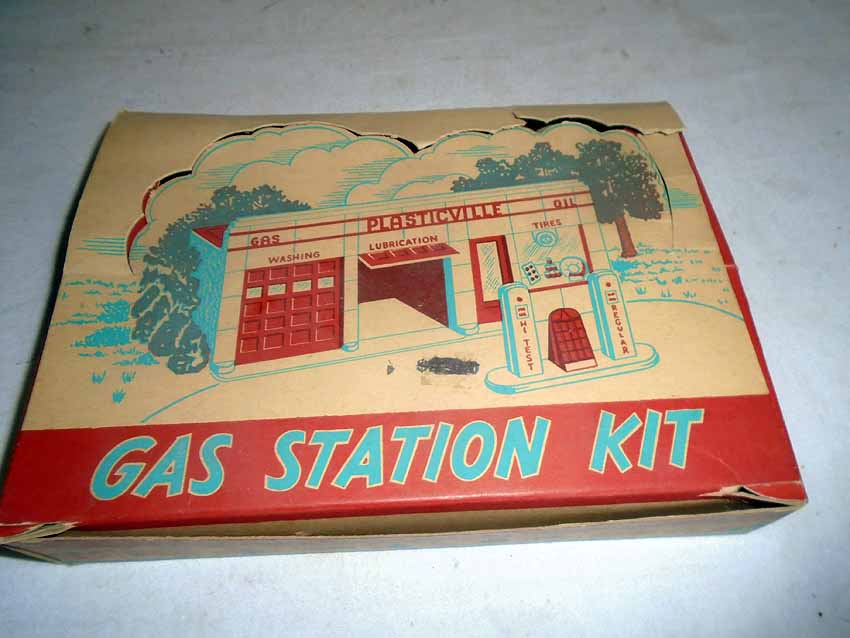 PLASTICVILLE
GAS
OIL
WASHING
LUBRICATION
TIRES
HI TEST
REGULAR
GAS STATION KIT